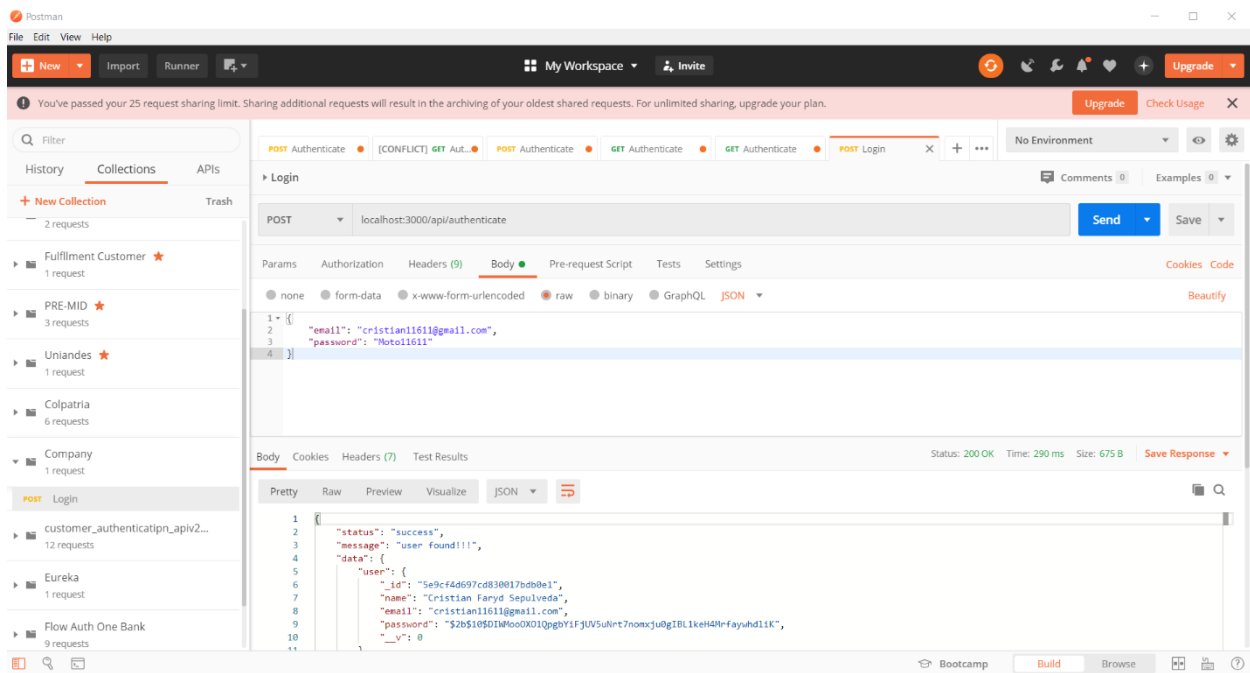 Postman
File Edit View Help
New Import Runner My Workspace Invite Upgrade
You've passed your 25 request sharing limit. Sharing additional requests will result in the archiving of your oldest shared requests. For unlimited sharing, upgrade your plan. Upgrade Check Usage
Filter
History Collections APIs
+ New Collection Trash
2 requests
Fulfllment Customer
1 request
PRE-MID
3 requests
Uniandes
1 request
Colpatria
6 requests
Company
1 request
POST Login
customer_authenticatipn_apiv2...
12 requests
Eureka
1 request
Flow Auth One Bank
9 requests
POST Authenticate [CONFLICT] GET Aut... POST Authenticate GET Authenticate GET Authenticate POST Login
No Environment
Login Comments 0 Examples 0
POST localhost:3000/api/authenticate Send Save
Params Authorization Headers (9) Body Pre-request Script Tests Settings Cookies Code
none form-data x-www-form-urlencoded raw binary GraphQL JSON Beautify
1 {
2 "email": "cristian11611@gmail.com",
3 "password": "Moto11611"
4 }
Body Cookies Headers (7) Test Results Status: 200 OK Time: 290 ms Size: 675 B Save Response
Pretty Raw Preview Visualize JSON
1 {
2 "status": "success",
3 "message": "user found!!!",
4 "data": {
5 "user": {
6 "_id": "5e9cf4d697cd830017bdb0e1",
7 "name": "Cristian Faryd Sepulveda",
8 "email": "cristian11611@gmail.com",
9 "password": "$2b$10$DIWMooOXO1QpgbYiFjUV5uNrt7nomxju0gIBL1keH4Mrfaywhd1iK",
10 "__v": 0
11 }
Bootcamp Build Browse